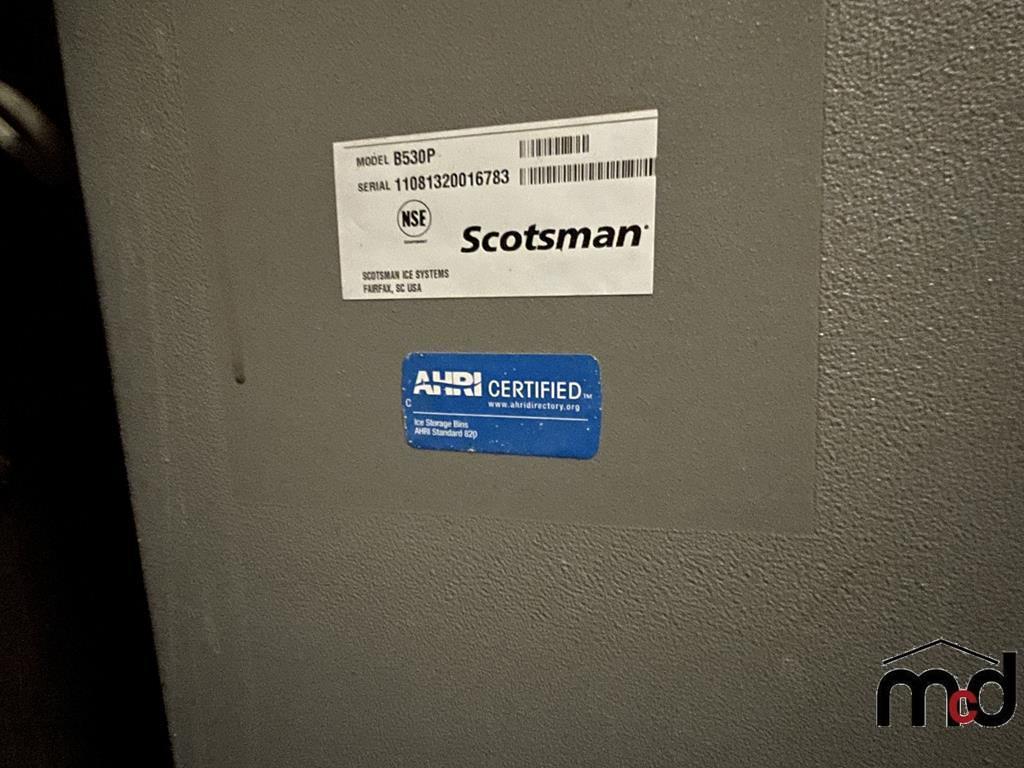 MODEL B530P
SERIAL 11081320016783
NSF
Scotsman
SCOTSMAN ICE SYSTEMS
FAIRFAX, SC USA
AHRI CERTIFIED™
www.ahridirectory.org
C
Ice Storage Bins
AHRI Standard 820
mcd